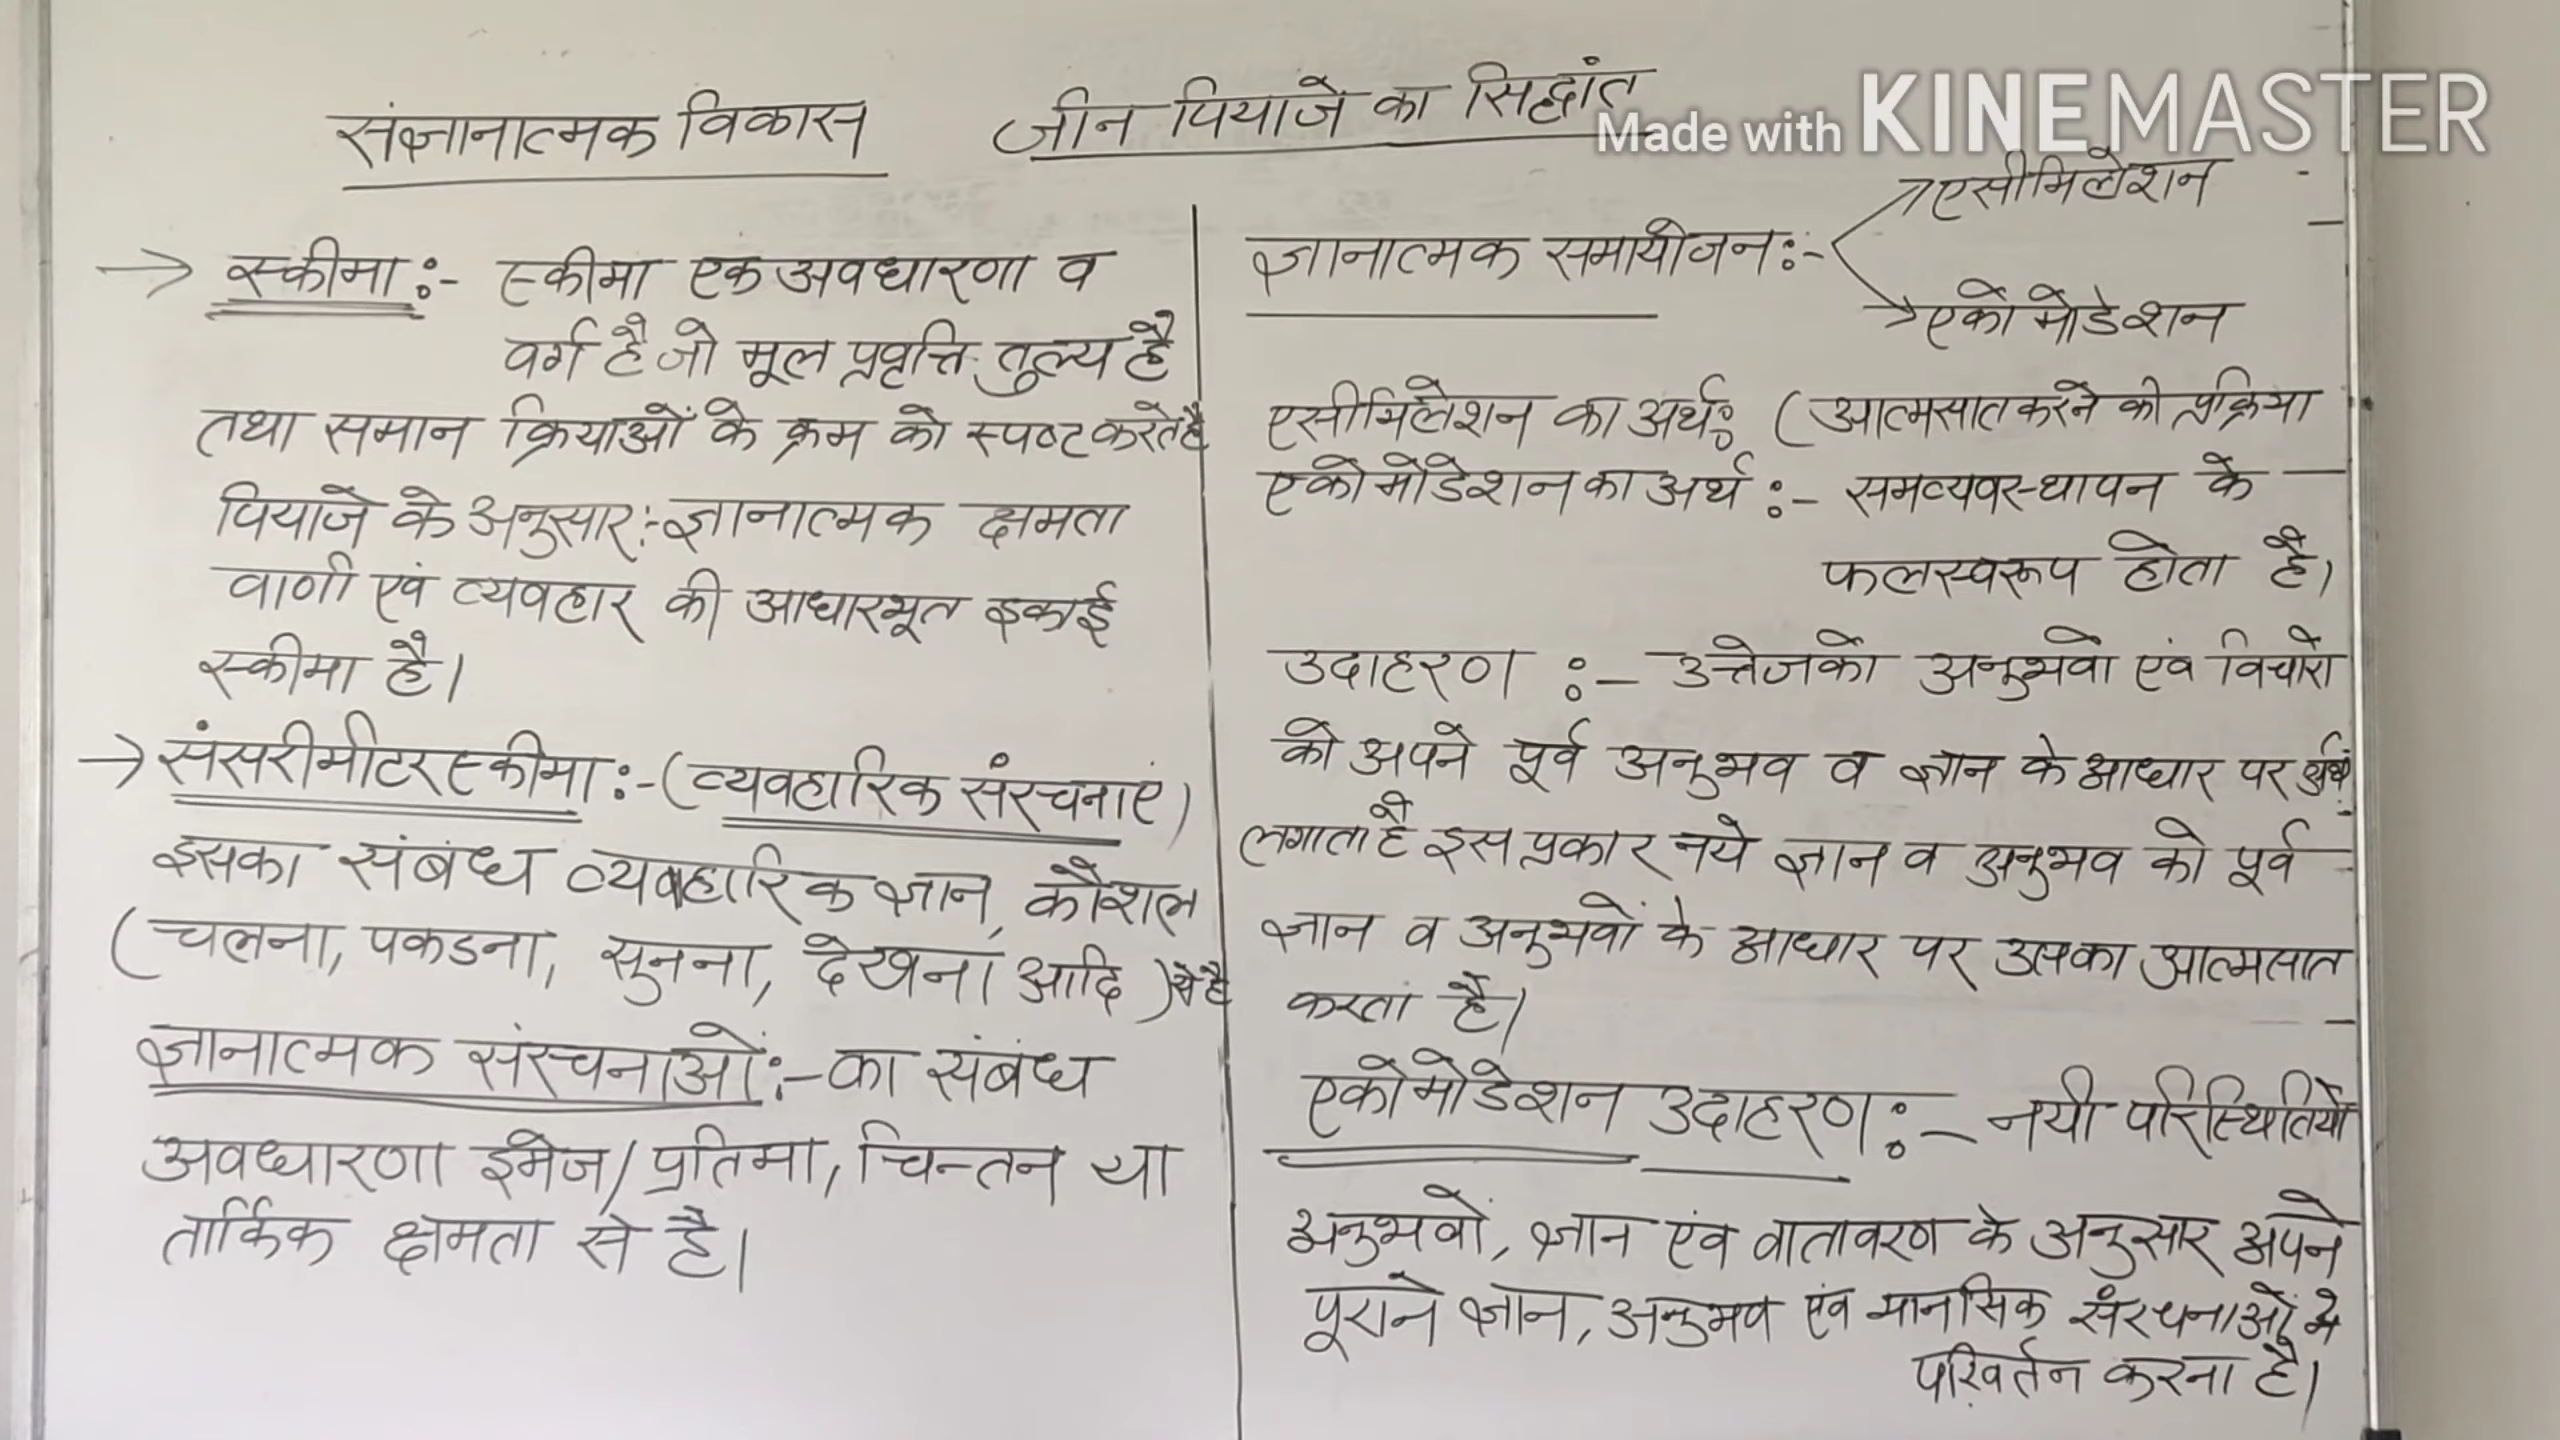 संज्ञानात्मक विकास जीन पियाजे का सिद्धांत
Made with KINEMASTER
→ स्कीमा :- स्कीमा एक अवधारणा व
वर्ग है जो मूल प्रवृत्ति तुल्य है
तथा समान क्रियाओं के क्रम को स्पष्ट करते है
पियाजे के अनुसार :- ज्ञानात्मक क्षमता
वाणी एवं व्यवहार की आधारभूत इकाई
स्कीमा है।
→ संसरीमोटर स्कीमा :- (व्यवहारिक संरचनाएं)
इसका संबंध व्यवहारिक ज्ञान, कौशल
(चलना, पकडना, सुनना, देखना आदि) से है
ज्ञानात्मक संरचनाओं :- का संबंध
अवधारणा इमेज/प्रतिमा, चिन्तन या
तार्किक क्षमता से है।
→ एसीमिलेशन
ज्ञानात्मक समायोजन :-
→ एकोमोडेशन
एसीमिलेशन का अर्थ : (आत्मसात करने की प्रक्रिया
एकोमोडेशन का अर्थ :- समव्यवस्थापन के
फलस्वरूप होता है।
उदाहरण :- उत्तेजको अनुभवो एवं विचारो
को अपने पूर्व अनुभव व ज्ञान के आधार पर अर्थ
लगाता है इस प्रकार नये ज्ञान व अनुभव को पूर्व
ज्ञान व अनुभवों के आधार पर उसका आत्मसात
करता है।
एकोमोडेशन उदाहरण :- नयी परिस्थितियो
अनुभवो, ज्ञान एंव वातावरण के अनुसार अपने
पूराने ज्ञान, अनुभव एंव मानसिक संरचनाओं मे
परिवर्तन करना है।